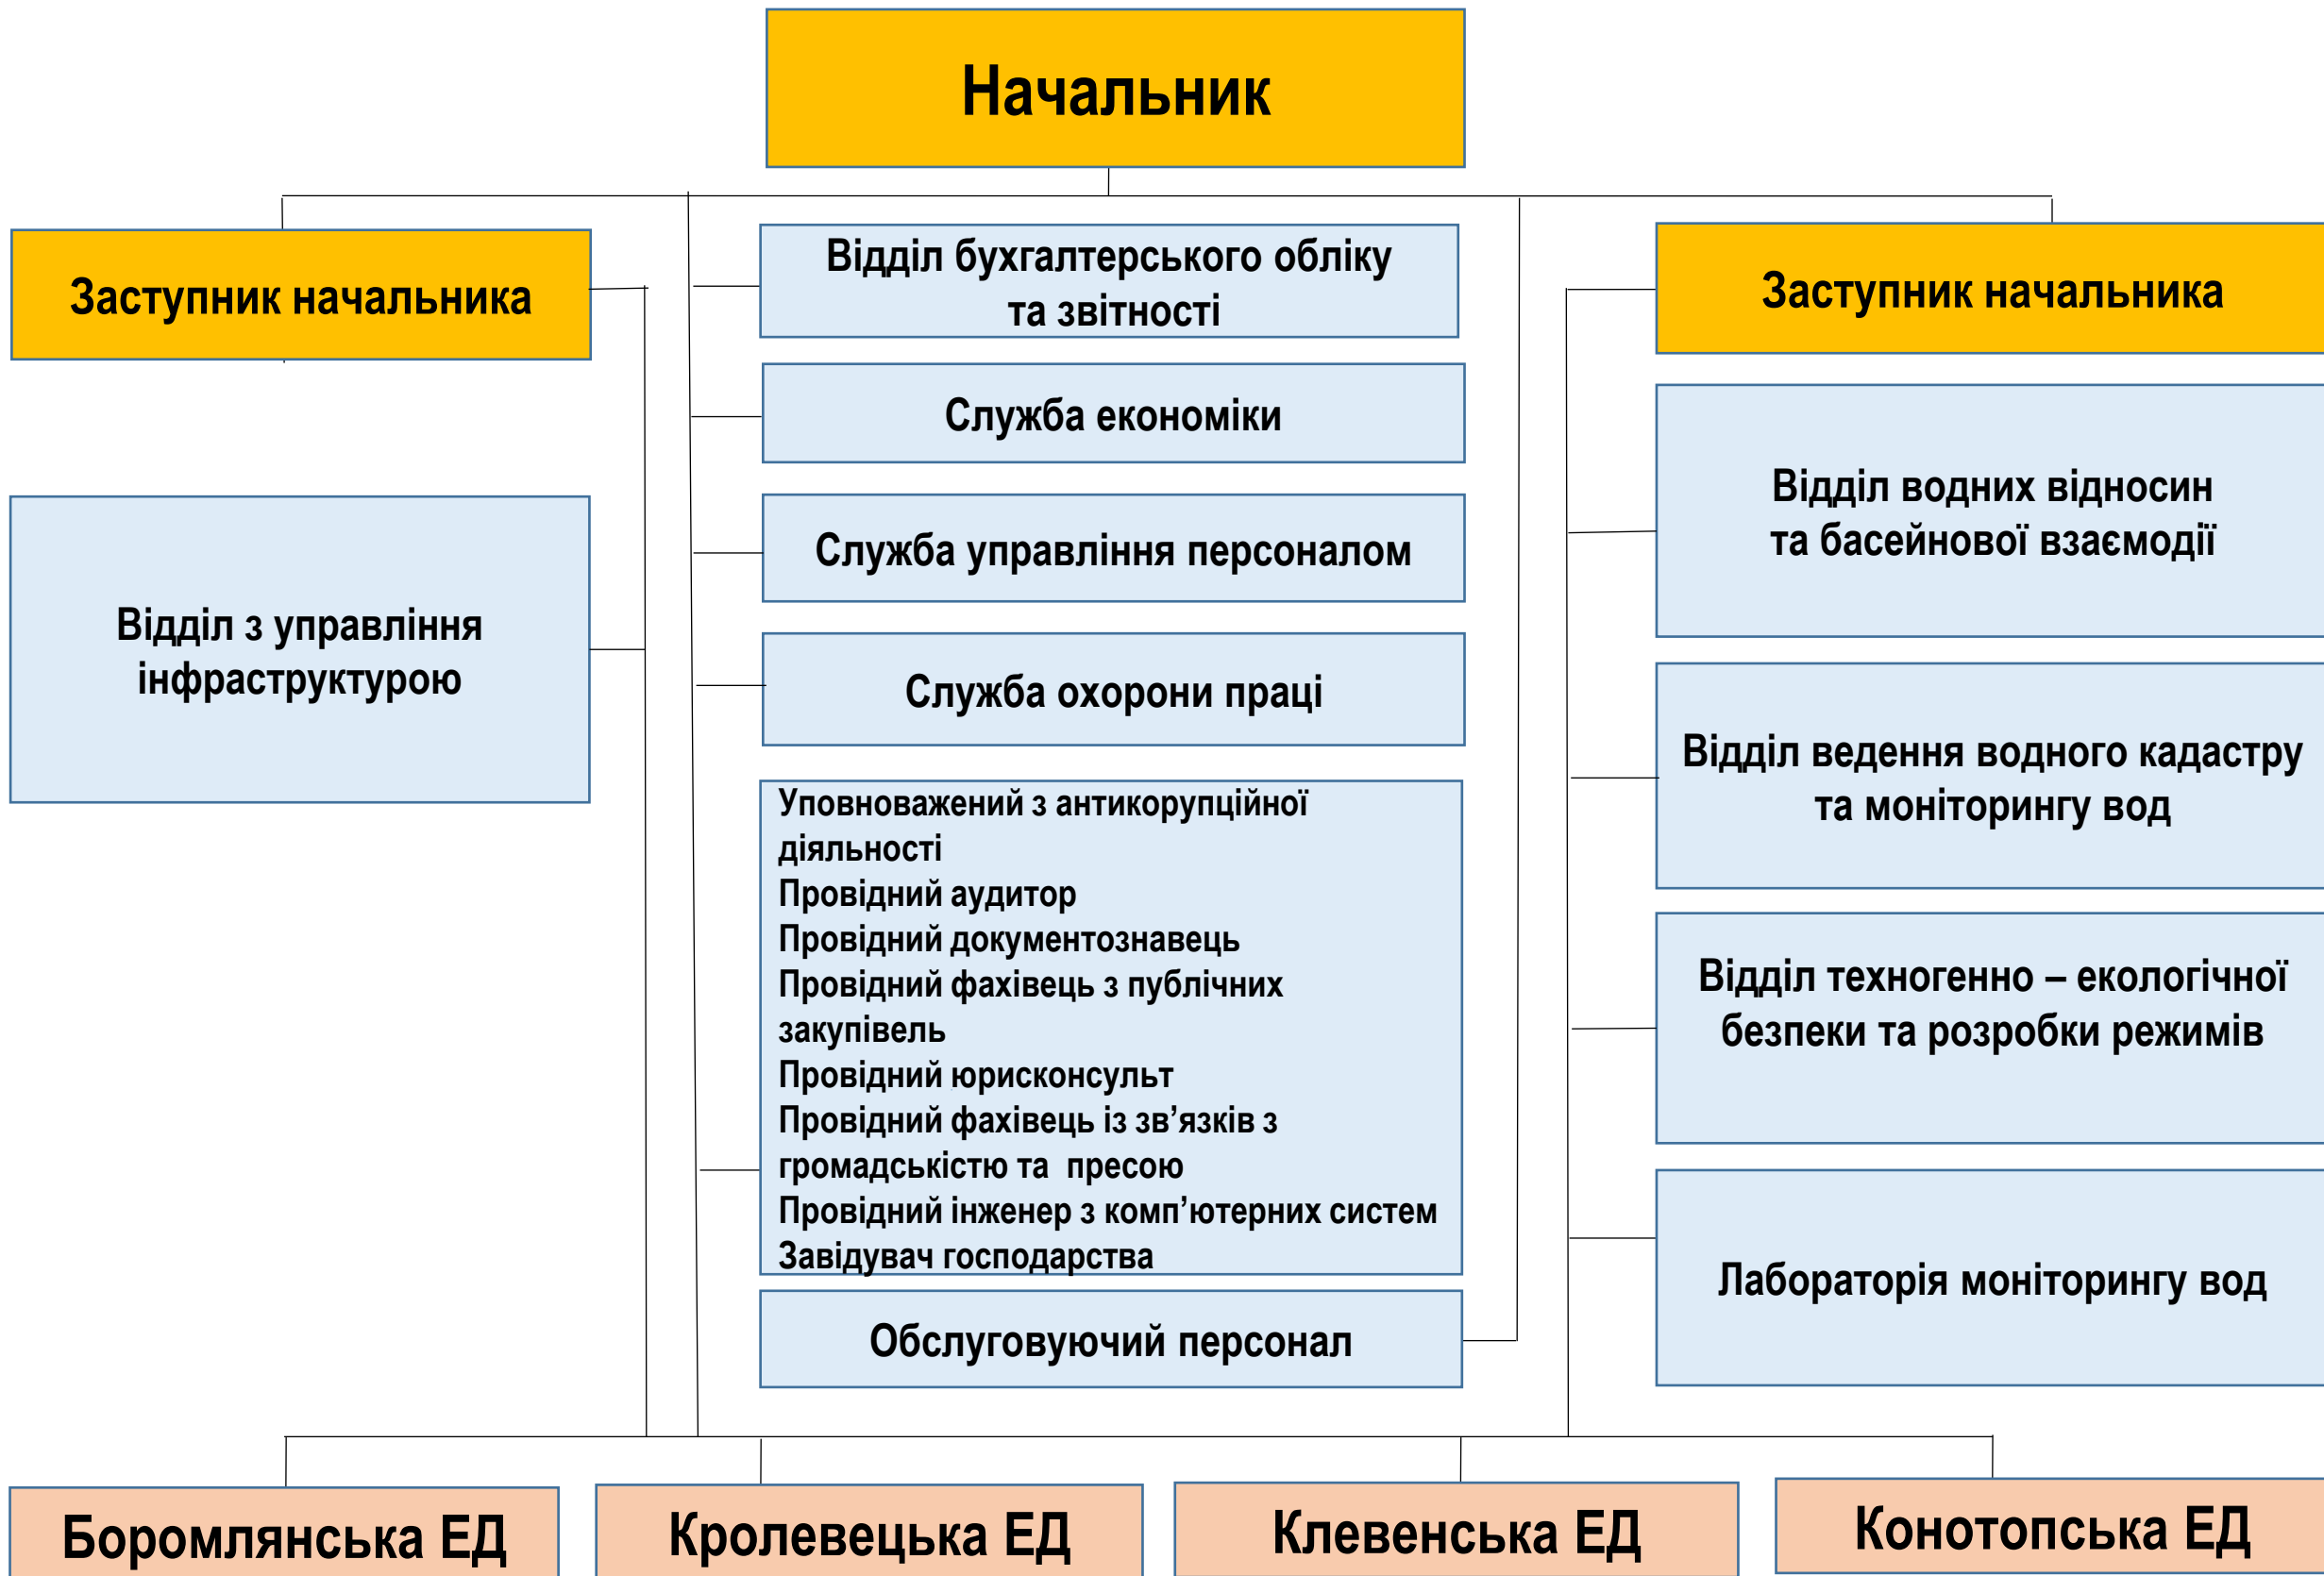 Начальник
Заступник начальника
Відділ з управління
інфраструктурою
Відділ бухгалтерського обліку
та звітності
Служба економіки
Служба управління персоналом
Служба охорони праці
Уповноважений з антикорупційної
діяльності
Провідний аудитор
Провідний документознавець
Провідний фахівець з публічних
закупівель
Провідний юрисконсульт
Провідний фахівець із зв’язків з
громадськістю та  пресою
Провідний інженер з комп’ютерних систем
Завідувач господарства
Обслуговуючий персонал
Заступник начальника
Відділ водних відносин
та басейнової взаємодії
Відділ ведення водного кадастру
та моніторингу вод
Відділ техногенно – екологічної
безпеки та розробки режимів
Лабораторія моніторингу вод
Боромлянська ЕД
Кролевецька ЕД
Клевенська ЕД
Конотопська ЕД